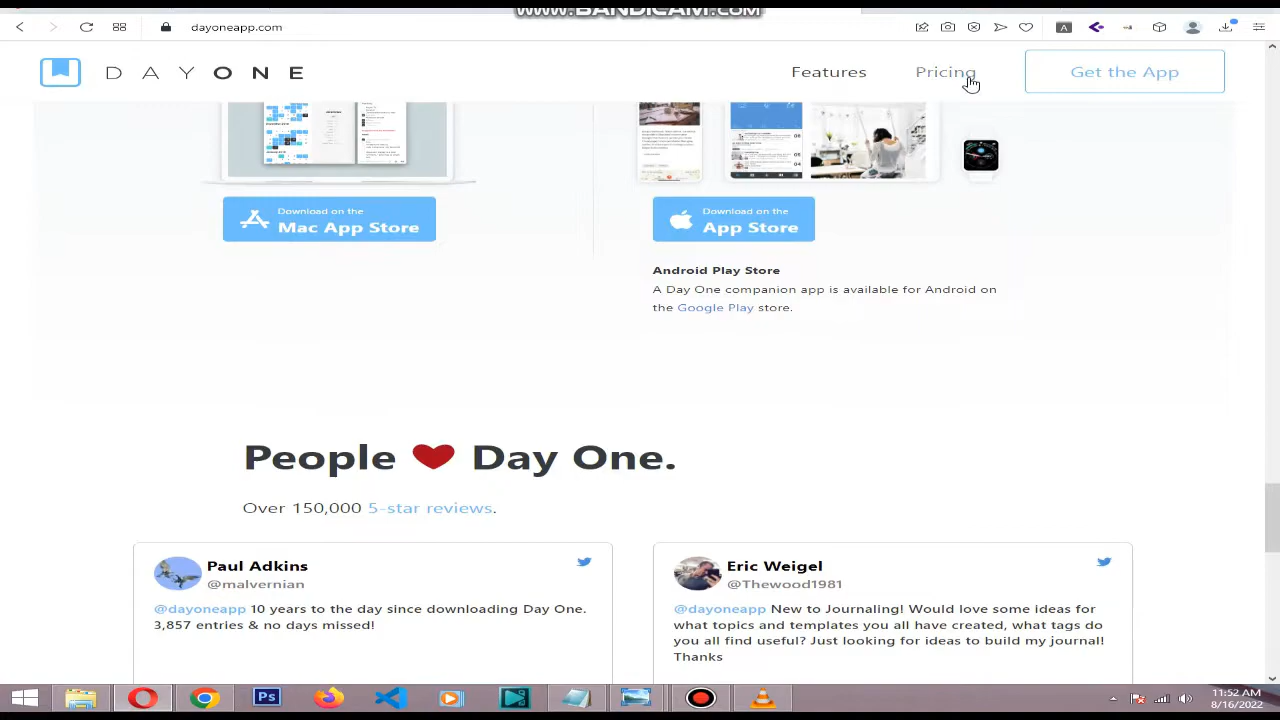 www.BANDICAM.com
dayoneapp.com
DAYONE
Features
Pricing
Get the App
Download on the
Mac App Store
Download on the
App Store
Android Play Store
A Day One companion app is available for Android on
the Google Play store.
People Day One.
Over 150,000 5-star reviews.
Paul Adkins
@malvernian
@dayoneapp 10 years to the day since downloading Day One.
3,857 entries & no days missed!
Eric Weigel
@Thewood1981
@dayoneapp New to Journaling! Would love some ideas for
what topics and templates you all have created, what tags do
you all find useful? Just looking for ideas to build my journal!
Thanks
Ps
11:52 AM
8/16/2022